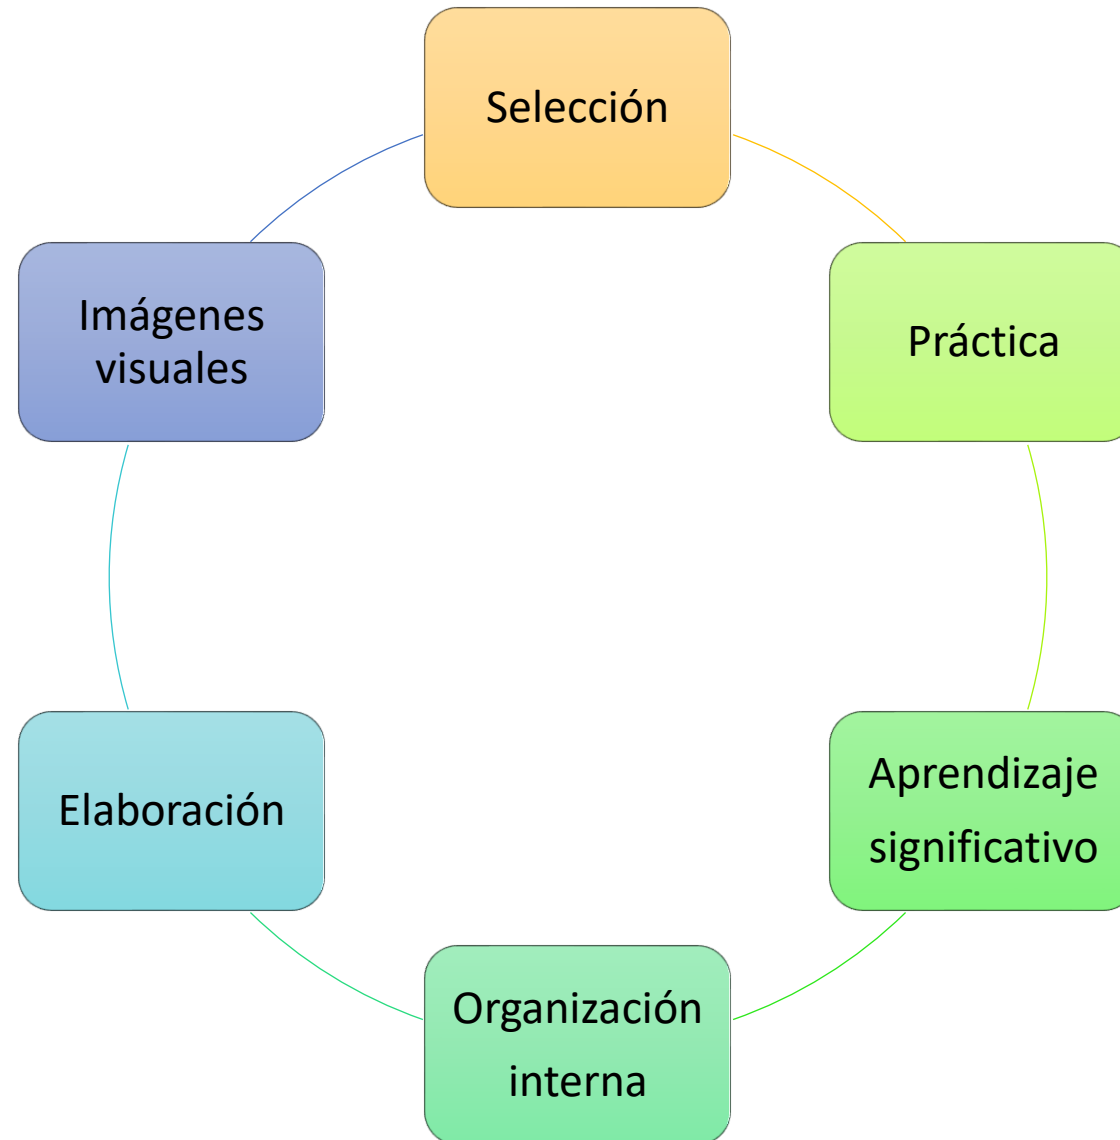 Selección
Práctica
Aprendizaje
significativo
Organización
interna
Elaboración
Imágenes
visuales